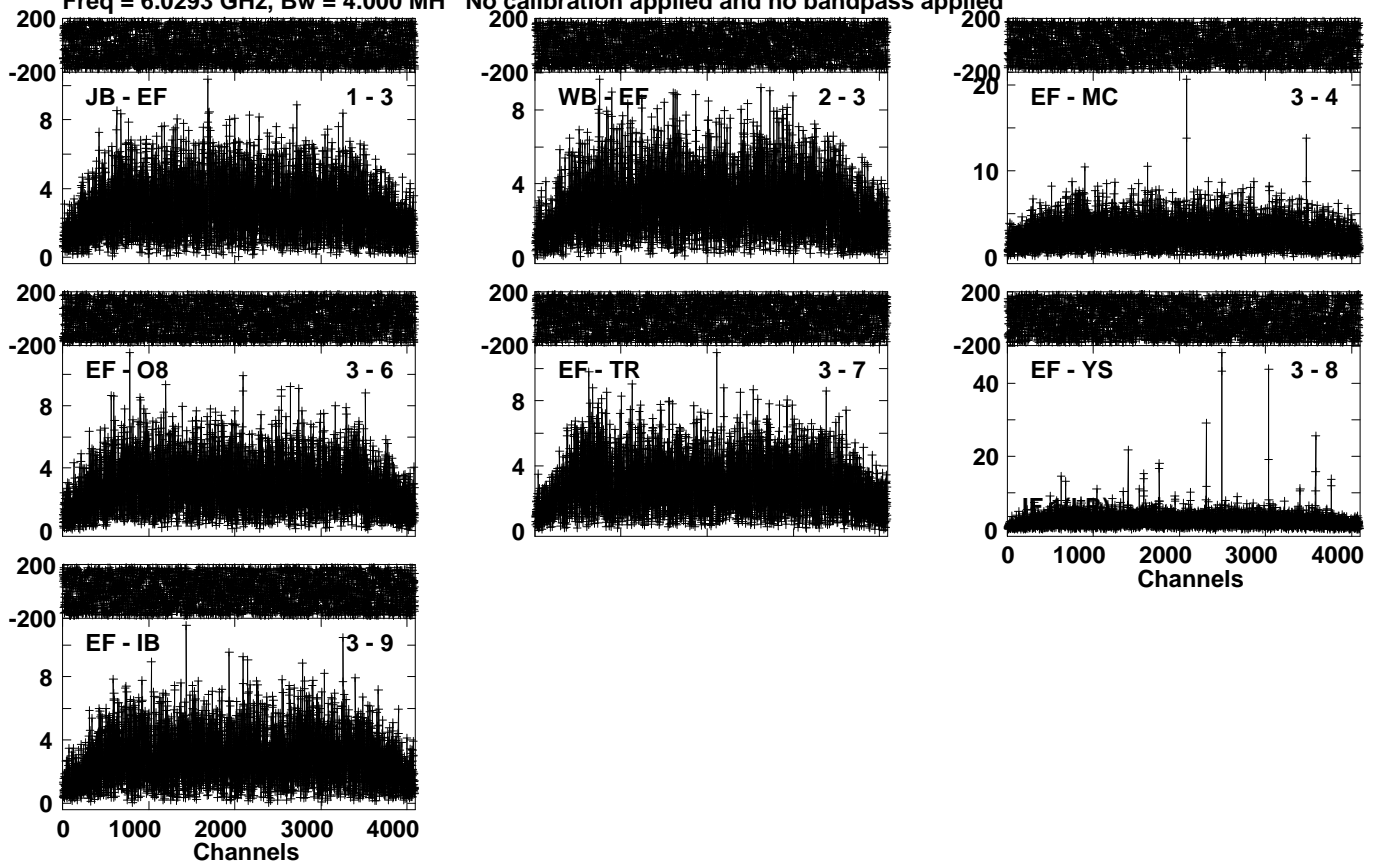 Freq = 6.0293 GHz, Bw = 4.000 MH No calibration applied and no bandpass applied
200
-200
JB - EF 1 - 3
8
4
0
200
-200
WB - EF 2 - 3
8
4
0
200
-200
20
EF - MC 3 - 4
10
0
200
-200
EF - O8 3 - 6
8
4
0
200
-200
EF - TR 3 - 7
8
4
0
200
-200
EF - YS 3 - 8
40
20
0
0 1000 2000 3000 4000
Channels
200
-200
EF - IB 3 - 9
8
4
0
0 1000 2000 3000 4000
Channels